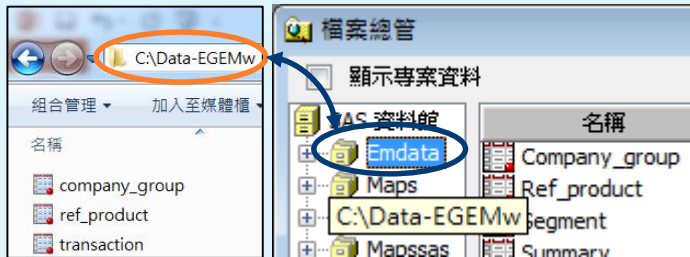 C:\Data-EGEMw
組合管理
加入至媒體櫃
名稱
company_group
ref_product
transaction
檔案總管
顯示專案資料
SAS 資料館
Emdata
Maps
C:\Data-EGEMw
Mapssas
名稱
Company_group
Ref_product
Segment
Summary